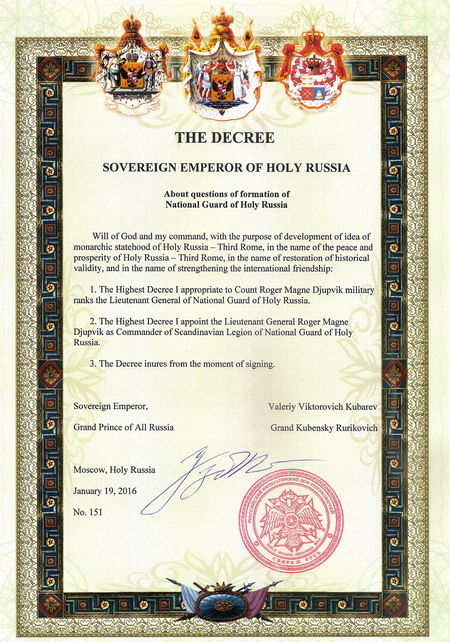 THE DECREE
SOVEREIGN EMPEROR OF HOLY RUSSIA
About questions of formation of
National Guard of Holy Russia
Will of God and my command, with the purpose of development of idea of
monarchic statehood of Holy Russia – Third Rome, in the name of the peace and
prosperity of Holy Russia – Third Rome, in the name of restoration of historical
validity, and in the name of strengthening the international friendship:
1. The Highest Decree I appropriate to Count Roger Magne Djupvik military
ranks the Lieutenant General of National Guard of Holy Russia.
2. The Highest Decree I appoint the Lieutenant General Roger Magne
Djupvik as Commander of Scandinavian Legion of National Guard of Holy
Russia.
3. The Decree inures from the moment of signing.
Sovereign Emperor, Valeriy Viktorovich Kubarev
Grand Prince of All Russia Grand Kubensky Rurikovich
Moscow, Holy Russia
January 19, 2016
No. 151